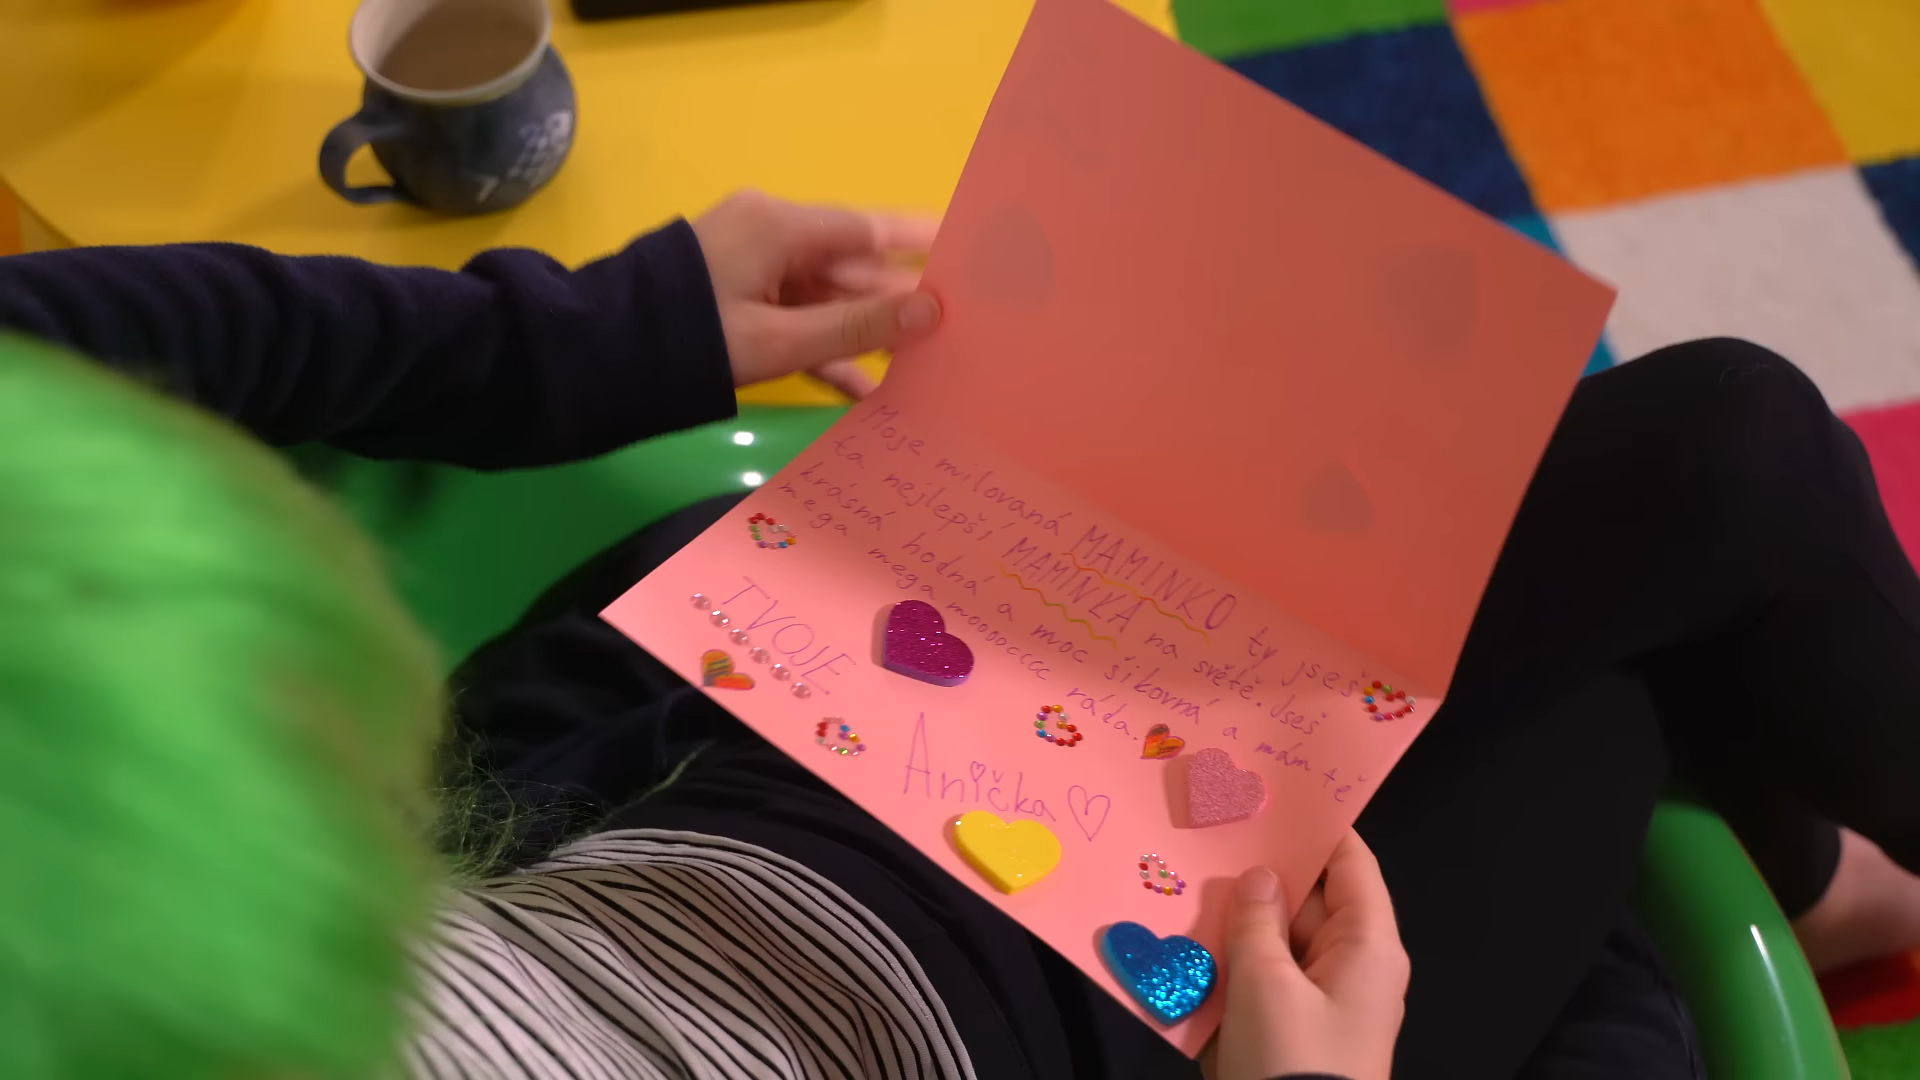 Moje milovaná MAMINKO ty jseš
ta nejlepší MAMINKA na světě. Jseš
krásná hodná a moc šikovná a mám tě
mega mega moooocccc ráda.
TVOJE
Anička